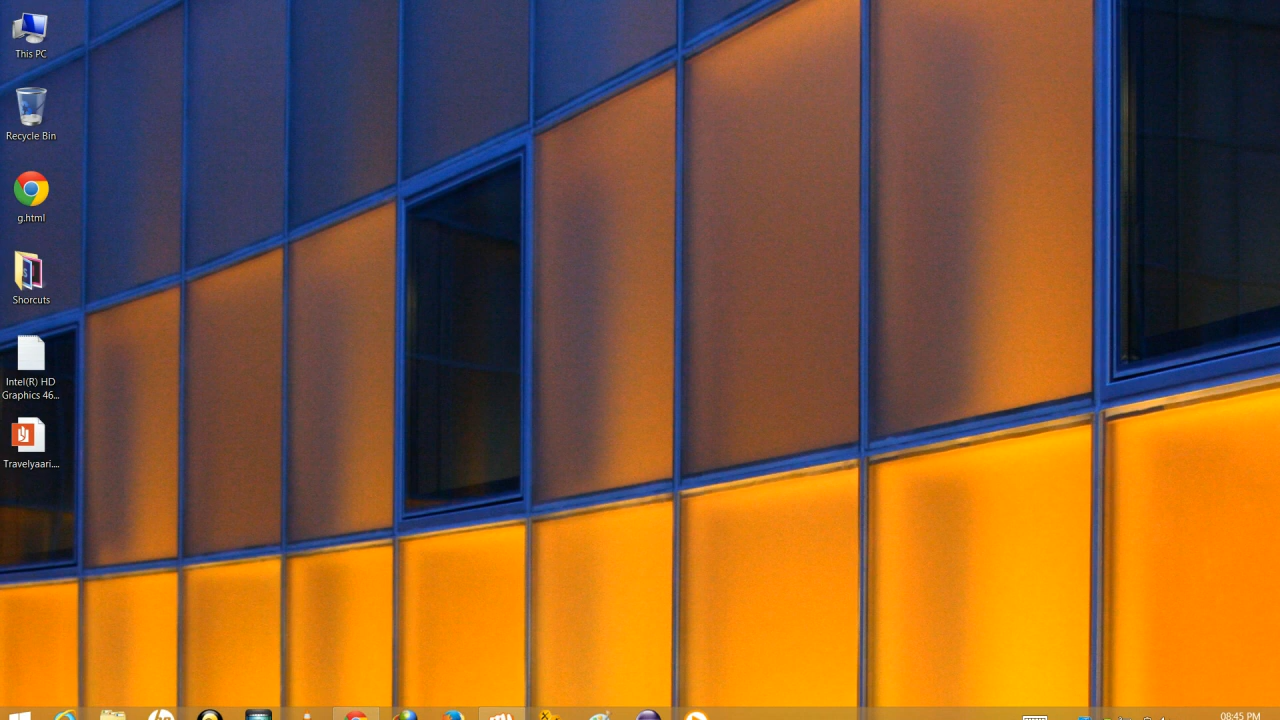 This PC
Recycle Bin
g.html
Shorcuts
Intel(R) HD
Graphics 46...
Travelyaari....
08:45 PM